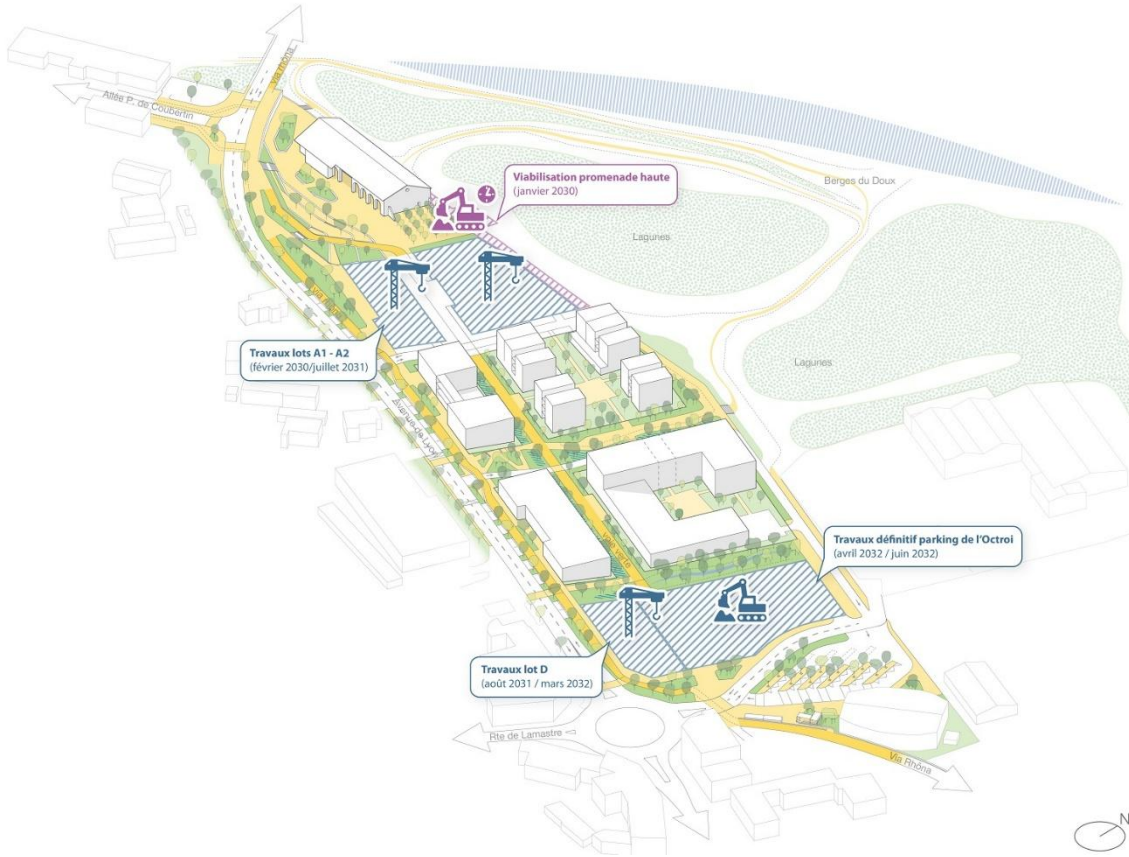 Via Rhôna
Allée P. de Coubertin
Viabilisation promenade haute
(janvier 2030)
Berges du Doux
Lagunes
Travaux lots A1 - A2
(février 2030/juillet 2031)
Lagunes
Avenue de Lyon
Voie verte
Travaux définitif parking de l'Octroi
(avril 2032 / juin 2032)
Travaux lot D
(août 2031 / mars 2032)
Rte de Lamastre
Via Rhôna
N